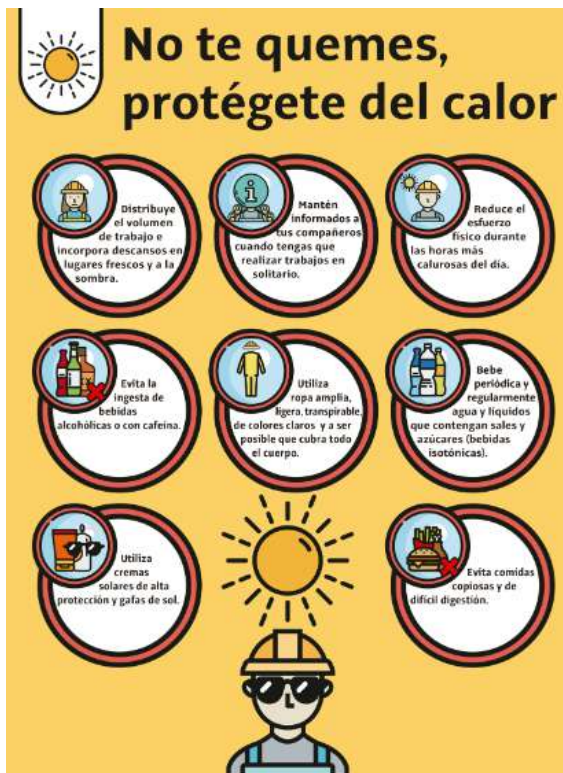 No te quemes,
protégete del calor
Distribuye
el volumen
de trabajo e
incorpora descansos en
lugares frescos y a la
sombra.
Mantén
informados a
tus compañeros
cuando tengas que
realizar trabajos en
solitario.
Reduce el
esfuerzo
físico durante
las horas más
calurosas del día.
Evita la
ingesta de
bebidas
alcohólicas o con cafeína.
Utiliza
ropa amplia,
ligera, transpirable,
de colores claros y a ser
posible que cubra todo
el cuerpo.
Bebe
periódica y
regularmente
agua y líquidos
que contengan sales y
azúcares (bebidas
isotónicas).
Utiliza
cremas
solares de alta
protección y gafas de sol.
Evita comidas
copiosas y de
difícil digestión.